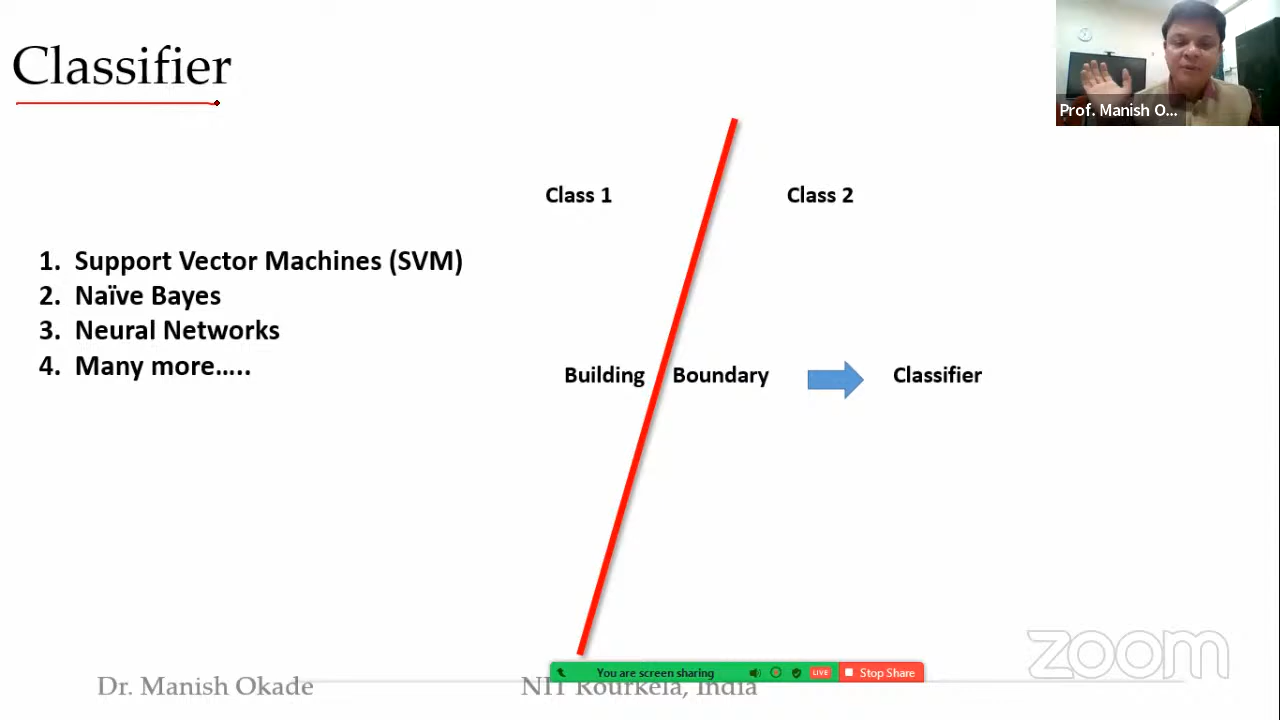 Classifier
Prof. Manish O...
Class 1
Class 2
1. Support Vector Machines (SVM)
2. Naïve Bayes
3. Neural Networks
4. Many more.....
Building Boundary
Classifier
zoom
You are screen sharing
LIVE
Stop Share
Dr. Manish Okade
NIT Rourkela, India